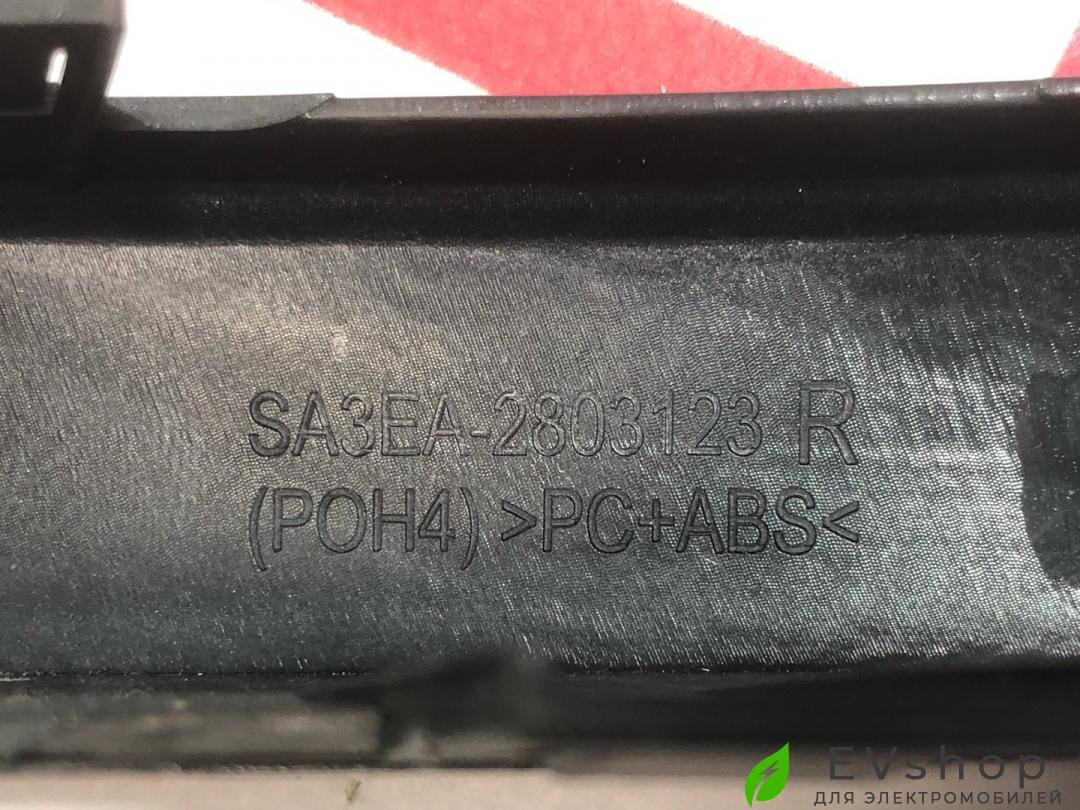 SA3EA-2803123 R
(POH4) >PC+ABS<
EVshop
ДЛЯ ЭЛЕКТРОМОБИЛЕЙ